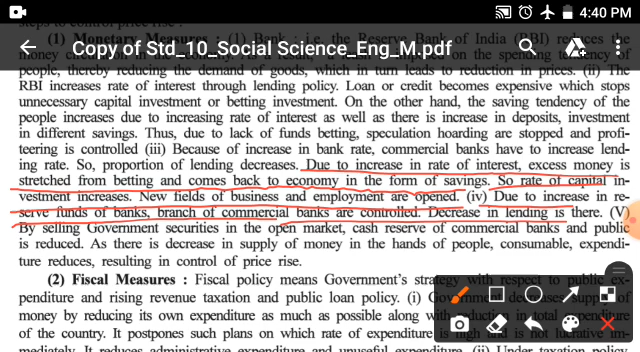 4:40 PM
Copy of Std_10_Social Science_Eng_M.pdf
steps to control price rise :
(1) Monetary Measures : (1) Bank : i.e. the Reserve Bank of India (RBI) reduces the
money
people, thereby reducing the demand of goods, which in turn leads to reduction in prices. (ii) The
RBI increases rate of interest through lending policy. Loan or credit becomes expensive which stops
unnecessary capital investment or betting investment. On the other hand, the saving tendency of
the people increases due to increasing rate of interest as well as there is increase in deposits, investment
in different savings. Thus, due to lack of funds betting, speculation hoarding are stopped and profi-
teering is controlled (iii) Because of increase in bank rate, commercial banks have to increase lend-
ing rate. So, proportion of lending decreases. Due to increase in rate of interest, excess money is
stretched from betting and comes back to economy in the form of savings. So rate of capital in-
vestment increases. New fields of business and employment are opened. (iv) Due to increase in re-
serve funds of banks, branch of commercial banks are controlled. Decrease in lending is there. (V)
By selling Government securities in the open market, cash reserve of commercial banks and public
is reduced. As there is decrease in supply of money in the hands of people, consumable, expendi-
ture reduces, resulting in control of price rise.
(2) Fiscal Measures : Fiscal policy means Government's strategy with respect to public ex-
penditure and rising revenue taxation and public loan policy. (i) Government decreases supply of
money by reducing its own expenditure as much as possible along with reduction in total expenditure
of the country. It postpones such plans on which rate of expenditure is high and is not lucrative im-
mediately. It reduces administrative expenditure and unuseful expenditure. (ii) Under taxation policy